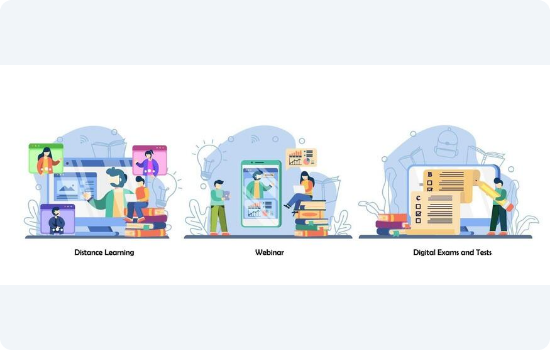 Distance Learning
Webinar
Digital Exams and Tests
B
C